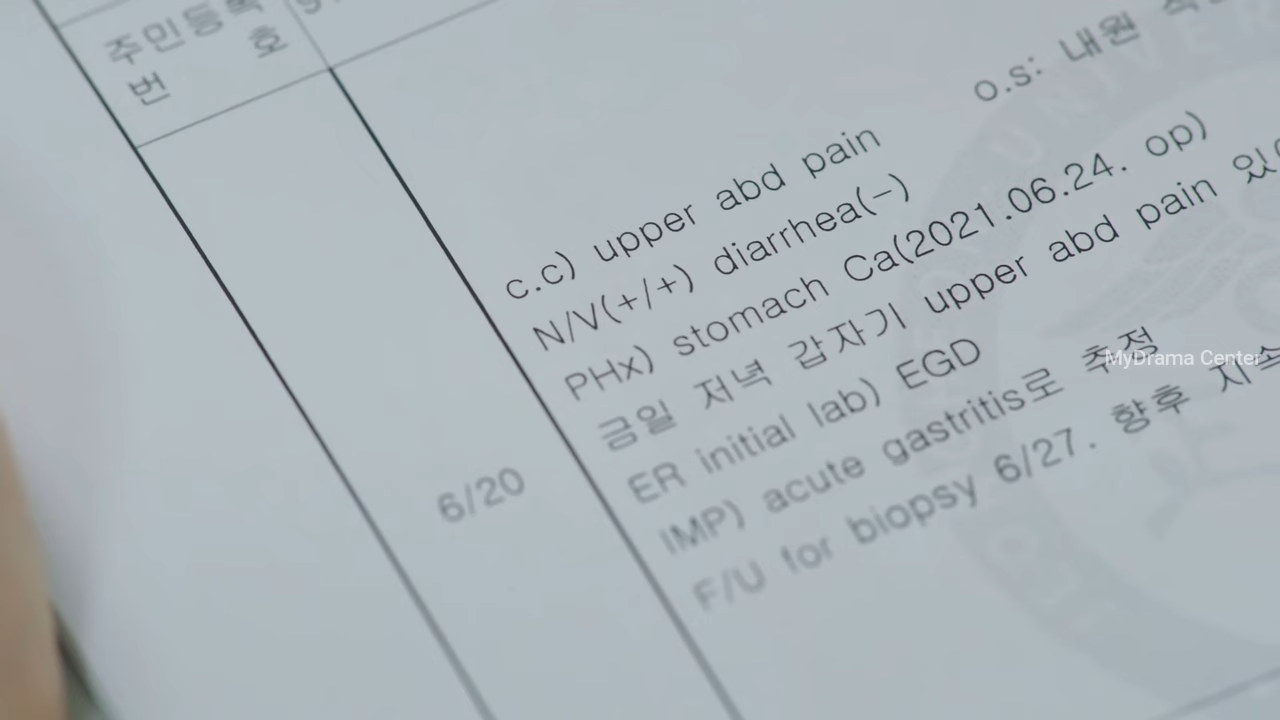 주민등록
번 호
o.s: 내원
c.c) upper abd pain
N/V(+/+) diarrhea(-)
PHx) stomach Ca(2021.06.24. op)
금일 저녁 갑자기 upper abd pain
ER initial lab) EGD
IMP) acute gastritis로 추정
6/20
F/U for biopsy 6/27. 향후 지속
MyDrama Center